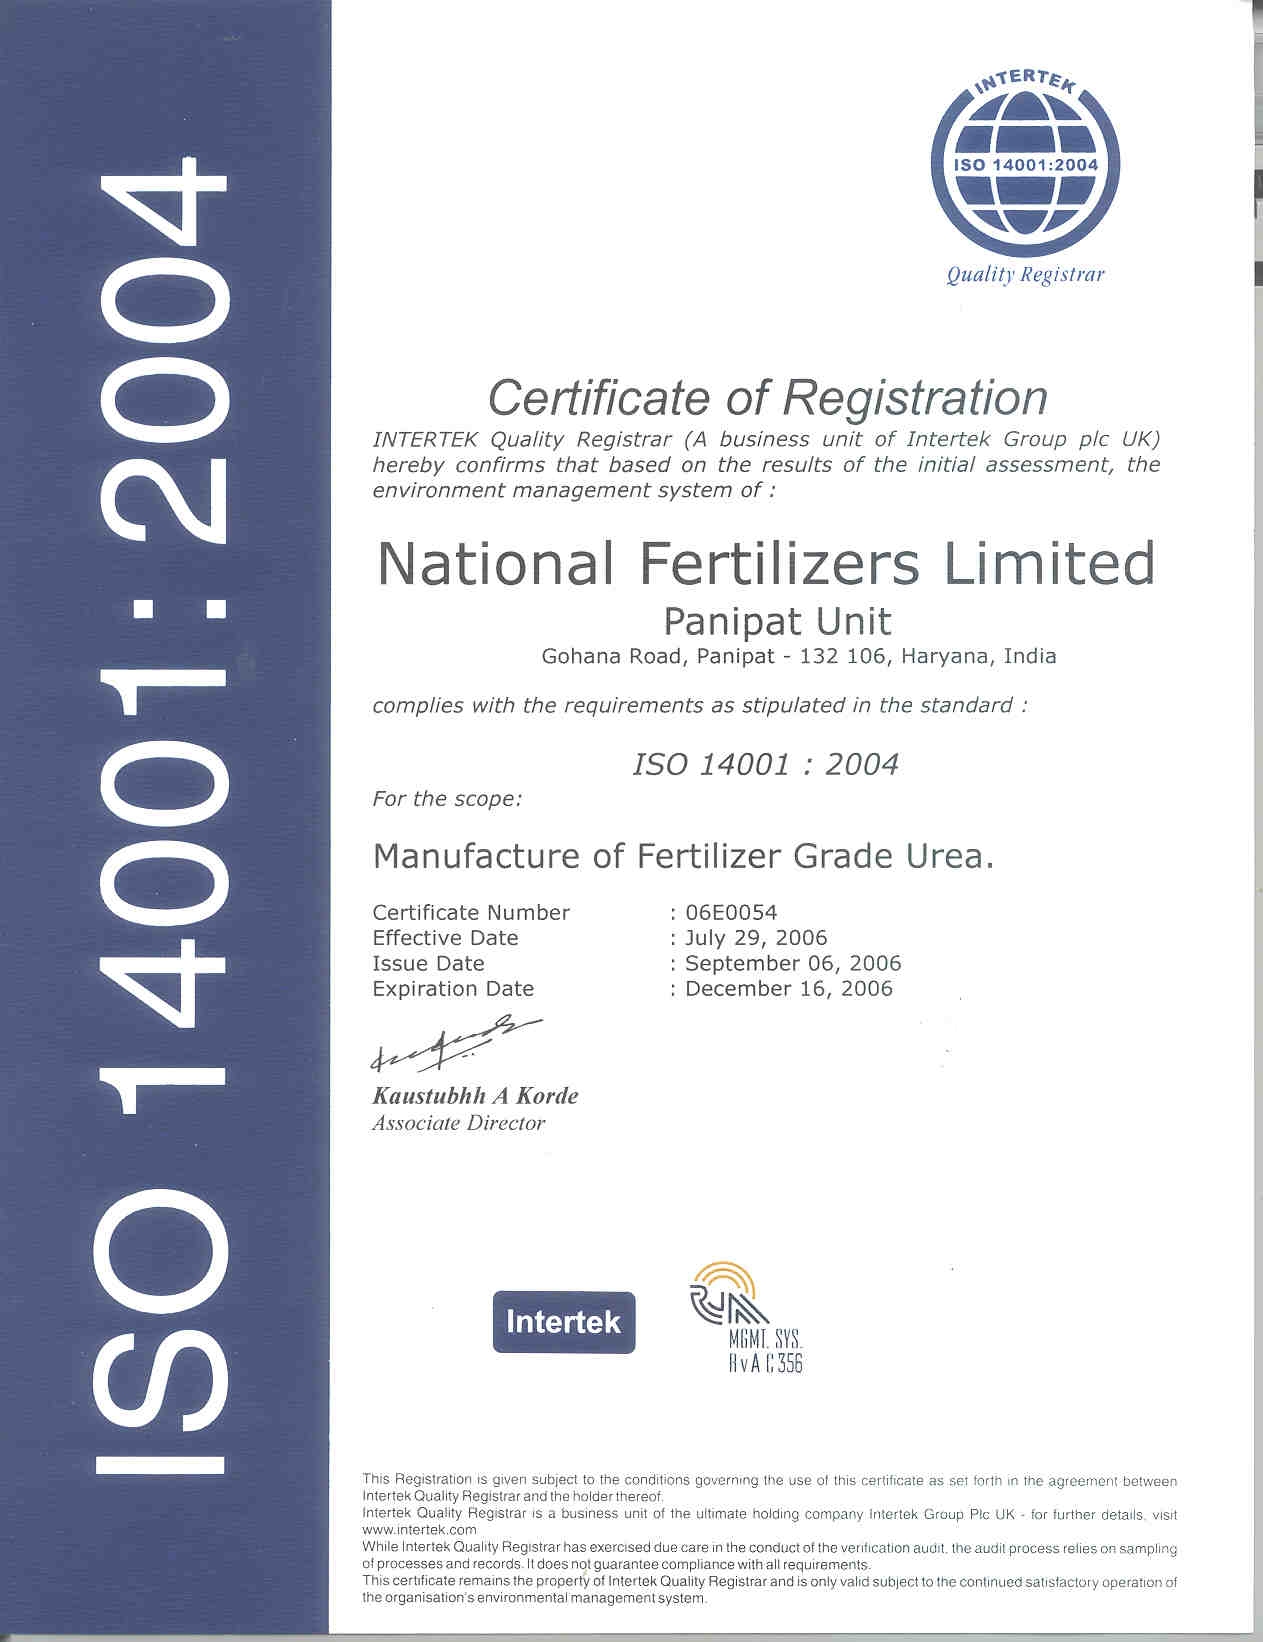 ISO 14001:2004
INTERTEK
ISO 14001:2004
Quality Registrar
Certificate of Registration
INTERTEK Quality Registrar (A business unit of Intertek Group plc UK)
hereby confirms that based on the results of the initial assessment, the
environment management system of :
National Fertilizers Limited
Panipat Unit
Gohana Road, Panipat - 132 106, Haryana, India
complies with the requirements as stipulated in the standard :
ISO 14001 : 2004
For the scope:
Manufacture of Fertilizer Grade Urea.
Certificate Number : 06E0054
Effective Date : July 29, 2006
Issue Date : September 06, 2006
Expiration Date : December 16, 2006
Kaustubhh A Korde
Associate Director
Intertek
MGMT. SYS.
RvA C 356
This Registration is given subject to the conditions governing the use of this certificate as set forth in the agreement between
Intertek Quality Registrar and the holder thereof.
Intertek Quality Registrar is a business unit of the ultimate holding company Intertek Group Plc UK - for further details, visit
www.intertek.com
While Intertek Quality Registrar has exercised due care in the conduct of the verification audit, the audit process relies on sampling
of processes and records. It does not guarantee compliance with all requirements.
This certificate remains the property of Intertek Quality Registrar and is only valid subject to the continued satisfactory operation of
the organisation's environmental management system.